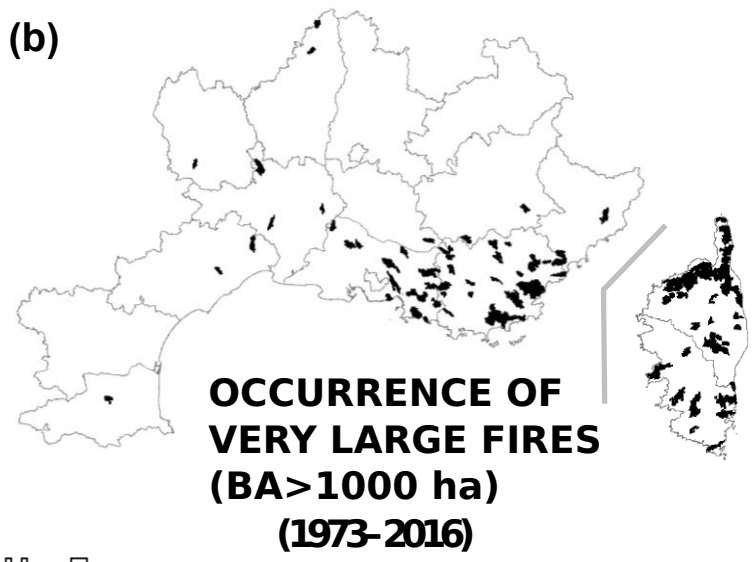 (b)
OCCURRENCE OF
VERY LARGE FIRES
(BA>1000 ha)
(1973–2016)